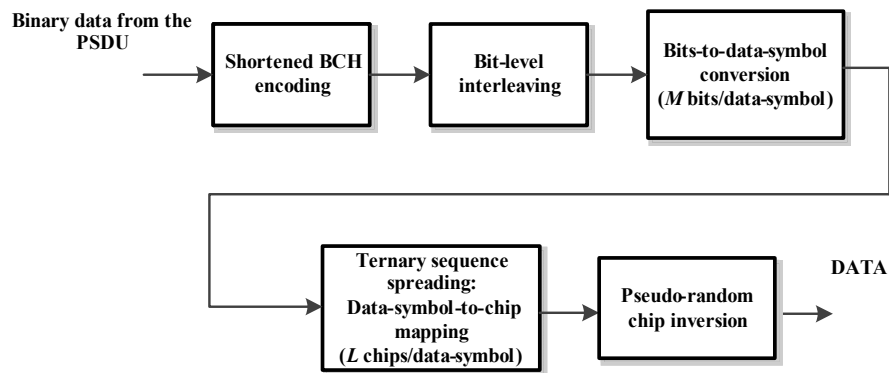 Binary data from the
PSDU
Shortened BCH
encoding
Bit-level
interleaving
Bits-to-data-symbol
conversion
(M bits/data-symbol)
Ternary sequence
spreading:
Data-symbol-to-chip
mapping
(L chips/data-symbol)
Pseudo-random
chip inversion
DATA